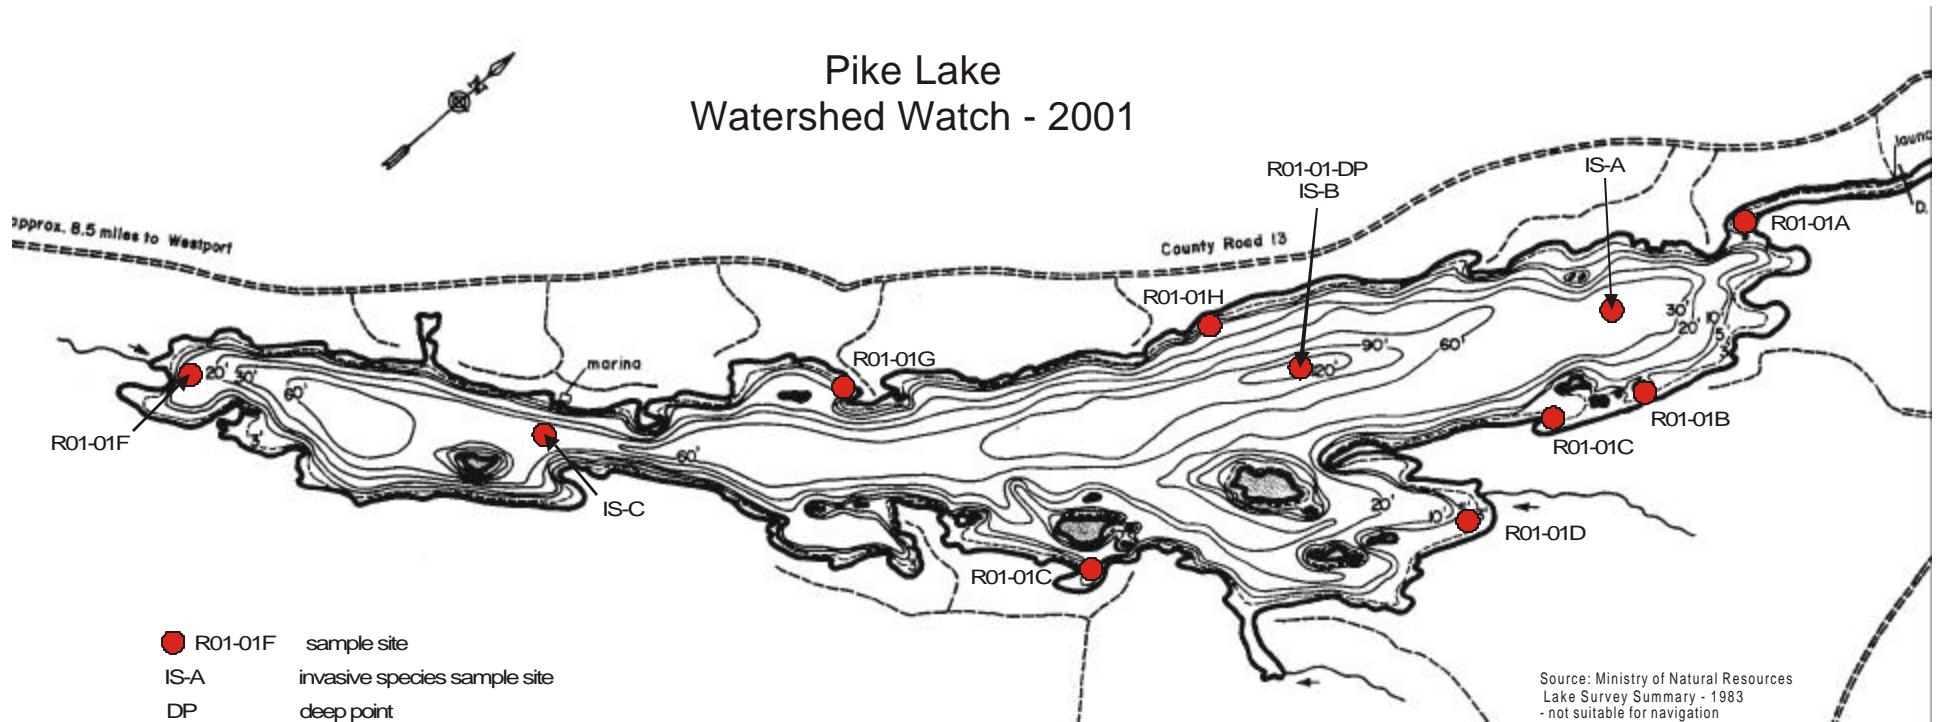 Pike Lake
Watershed Watch - 2001
N
approx. 8.5 miles to Westport
County Road 13
R01-01-DP
IS-B
IS-A
R01-01A
D.
R01-01H
30'
20'
10'
5'
90'
60'
R01-01G
marina
20'
30'
60'
R01-01F
60'
R01-01B
R01-01C
IS-C
20'
10'
R01-01D
R01-01C
R01-01F sample site
IS-A invasive species sample site
DP deep point
Source: Ministry of Natural Resources
Lake Survey Summary - 1983
- not suitable for navigation